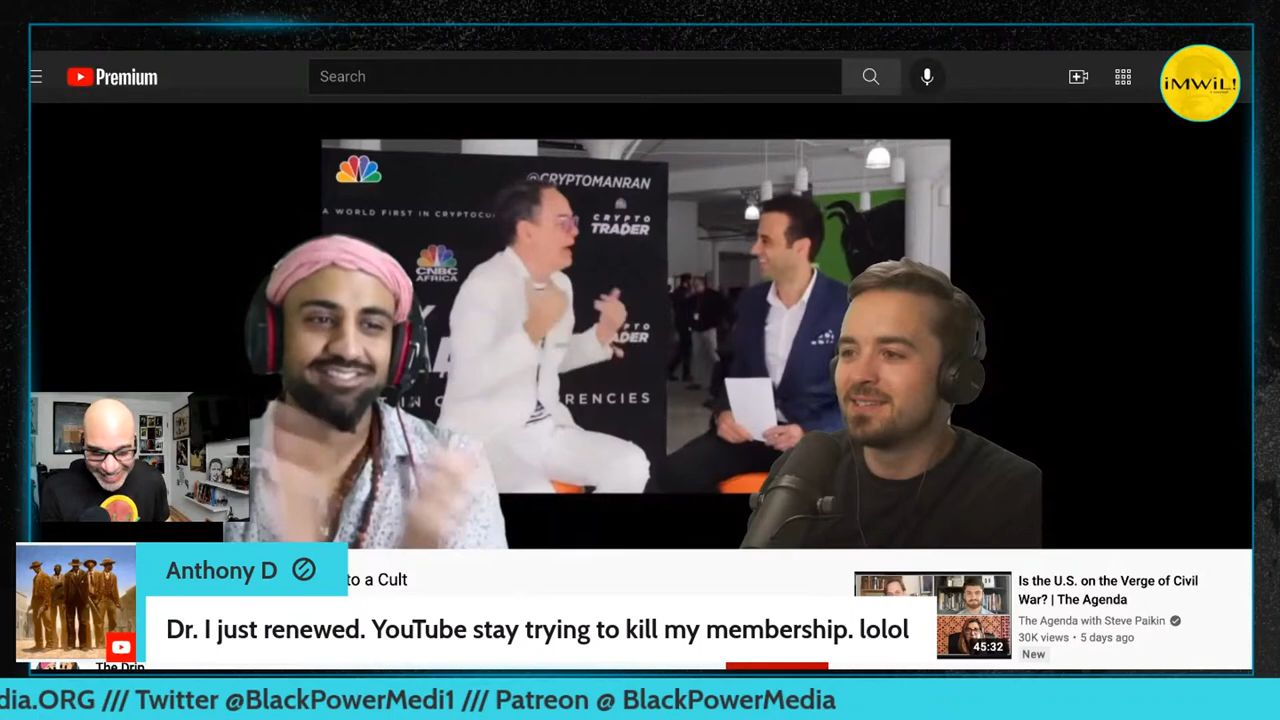 Premium
Search
iMWiL!
@CRYPTOMANRAN
A WORLD FIRST IN CRYPTOCU
CRYPTO
TRADER
CNBC
AFRICA
DER
RENCIES
Anthony D
to a Cult
Dr. I just renewed. YouTube stay trying to kill my membership. lolol
The Drip
Is the U.S. on the Verge of Civil
War? | The Agenda
The Agenda with Steve Paikin
30K views • 5 days ago
New
45:32
dia.ORG /// Twitter @BlackPowerMedi1 /// Patreon @ BlackPowerMedia